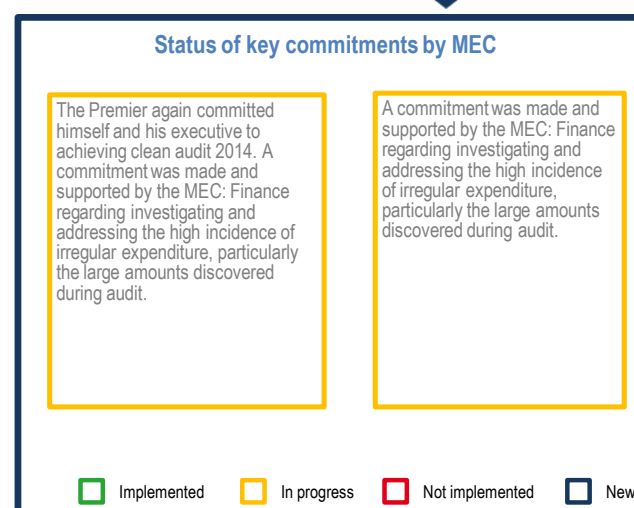 Status of key commitments by MEC
The Premier again committed
himself and his executive to
achieving clean audit 2014. A
commitment was made and
supported by the MEC: Finance
regarding investigating and
addressing the high incidence of
irregular expenditure, particularly
the large amounts discovered
during audit.
A commitment was made and
supported by the MEC: Finance
regarding investigating and
addressing the high incidence
of irregular expenditure,
particularly the large amounts
discovered during audit.
Implemented
In progress
Not implemented
New